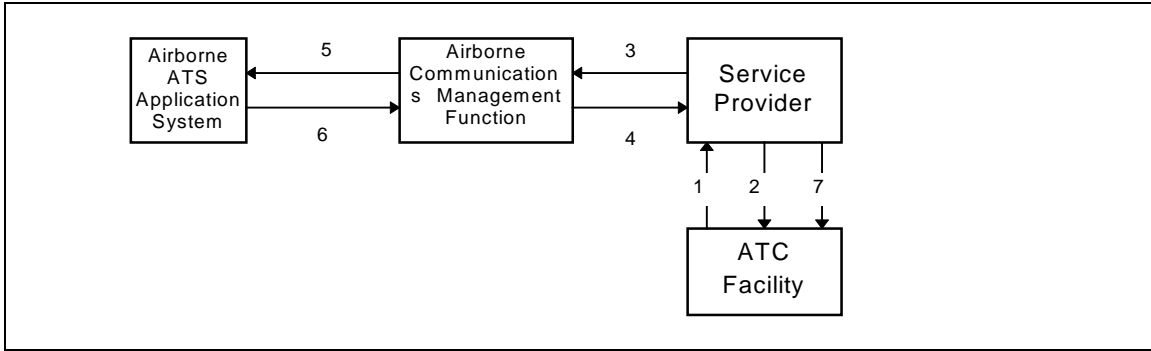 Airborne
ATS
Application
System
5
6
Airborne
Communication
s Management
Function
3
4
Service
Provider
1
2
7
ATC
Facility